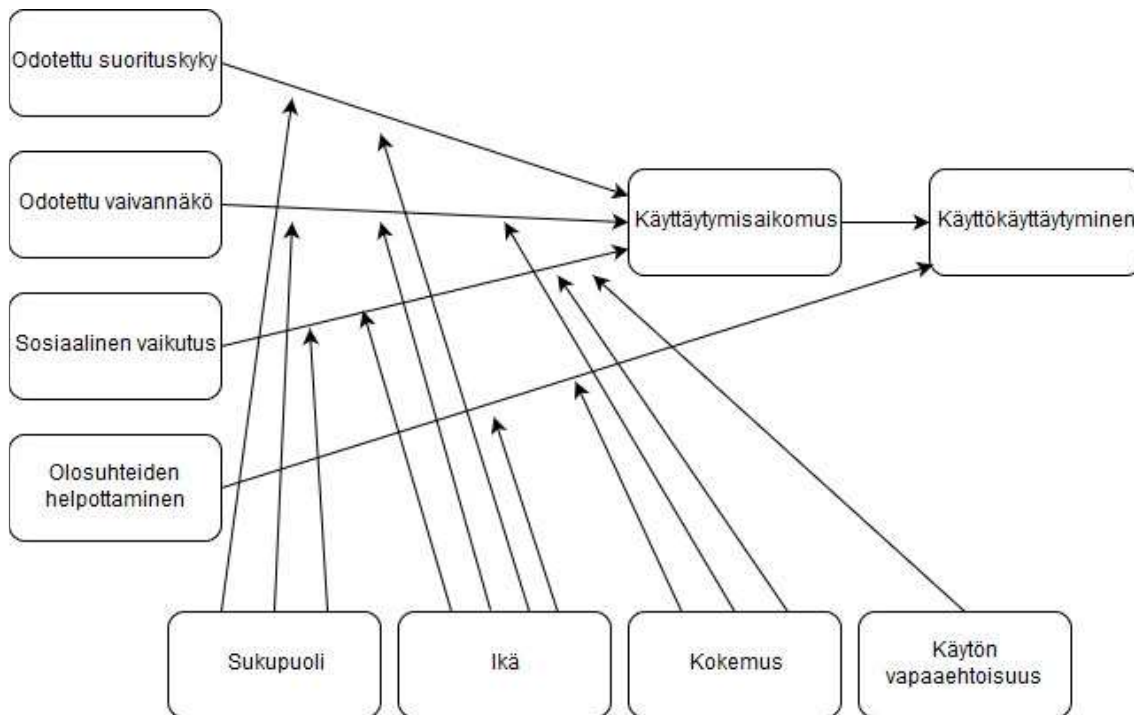 Odotettu suorituskyky
Odotettu vaivannäkö
Käyttäytymisaikomus
Käyttökäyttäytyminen
Sosiaalinen vaikutus
Olosuhteiden
helpottaminen
Sukupuoli
Ikä
Kokemus
Käytön
vapaaehtoisuus